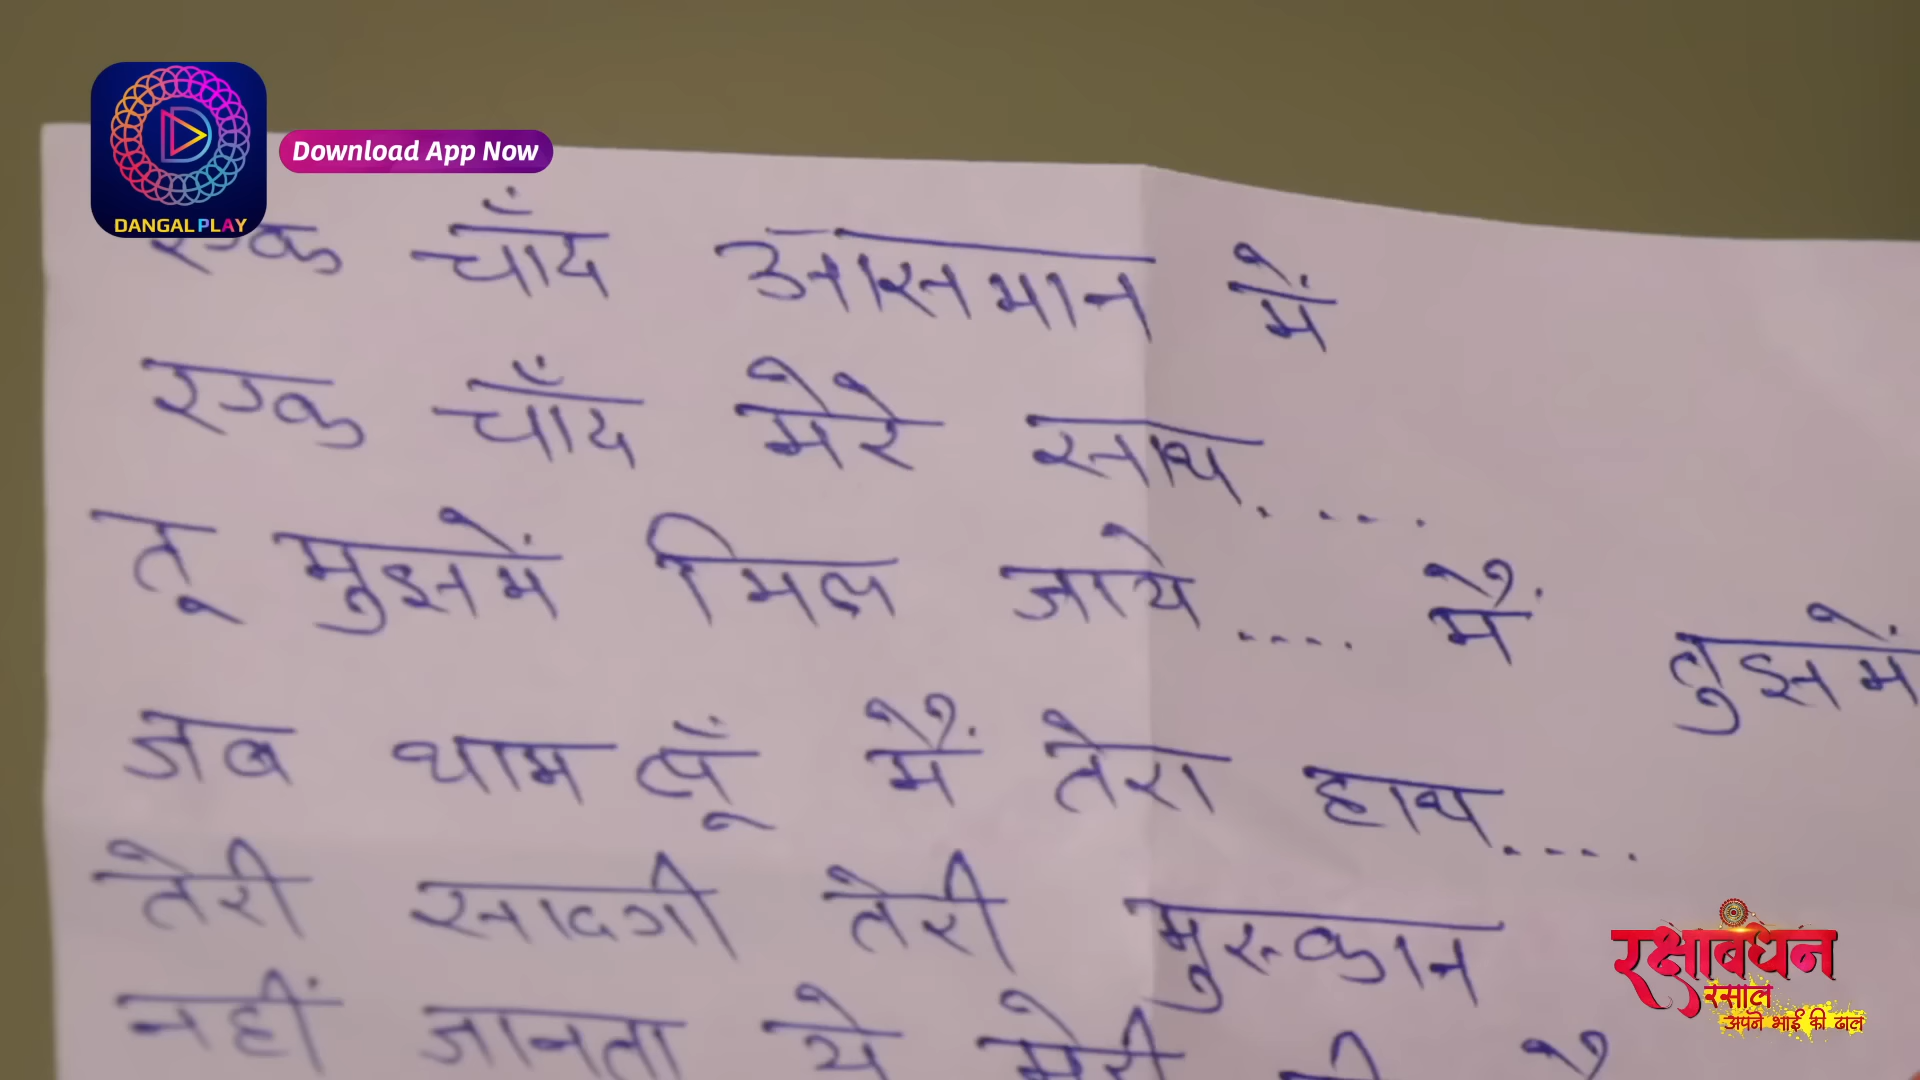 DANGAL PLAY
Download App Now
एक चाँद आसमान में
एक चाँद मेरे साथ. ....
तू मुझमें मिल जाये.... मैं तुझमें
जब थाम लूँ मैं तेरा हाथ....
तेरी सादगी तेरी मुस्कान
नहीं जानता ये मेरी
रक्षाबंधन
रसाल
अपने भाई की ढाल